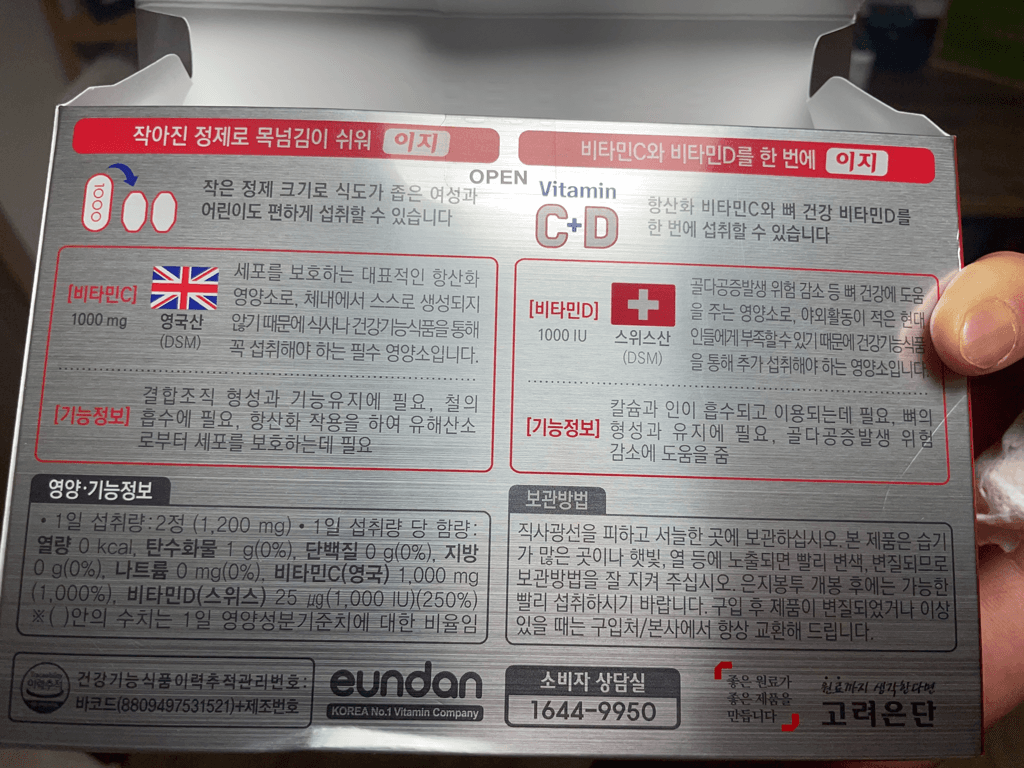 작아진 정제로 목넘김이 쉬워 이지
비타민C와 비타민D를 한 번에 이지
OPEN
1000
작은 정제 크기로 식도가 좁은 여성과
어린이도 편하게 섭취할 수 있습니다
Vitamin
C+D
항산화 비타민C와 뼈 건강 비타민D를
한 번에 섭취할 수 있습니다
[비타민C]
1000 mg
영국산
(DSM)
세포를 보호하는 대표적인 항산화
영양소로, 체내에서 스스로 생성되지
않기 때문에 식사나 건강기능식품을 통해
꼭 섭취해야 하는 필수 영양소입니다.
[기능정보]
결합조직 형성과 기능유지에 필요, 철의
흡수에 필요, 항산화 작용을 하여 유해산소
로부터 세포를 보호하는데 필요
[비타민D]
1000 IU
스위스산
(DSM)
골다공증발생 위험 감소 등 뼈 건강에 도움
을 주는 영양소로, 야외활동이 적은 현대
인들에게 부족할 수 있기 때문에 건강기능식품
을 통해 추가 섭취해야 하는 영양소입니다
[기능정보]
칼슘과 인이 흡수되고 이용되는데 필요, 뼈의
형성과 유지에 필요, 골다공증발생 위험
감소에 도움을 줌
영양·기능정보
• 1일 섭취량:2정 (1,200 mg) • 1일 섭취량 당 함량:
열량 0 kcal, 탄수화물 1 g(0%), 단백질 0 g(0%), 지방
0 g(0%), 나트륨 0 mg(0%), 비타민C(영국) 1,000 mg
(1,000%), 비타민D(스위스) 25 μg(1,000 IU)(250%)
※( )안의 수치는 1일 영양성분기준치에 대한 비율임
보관방법
직사광선을 피하고 서늘한 곳에 보관하십시오. 본 제품은 습기
가 많은 곳이나 햇빛, 열 등에 노출되면 빨리 변색, 변질되므로
보관방법을 잘 지켜 주십시오. 은지봉투 개봉 후에는 가능한
빨리 섭취하시기 바랍니다. 구입 후 제품이 변질되었거나 이상
있을 때는 구입처/본사에서 항상 교환해 드립니다.
건강기능식품이력추적관리번호:
바코드(8809497531521)+제조번호
eundan
KOREA No.1 Vitamin Company
소비자 상담실
1644-9950
좋은 원료가
좋은 제품을
만듭니다
원료까지 생각한다면
고려은단